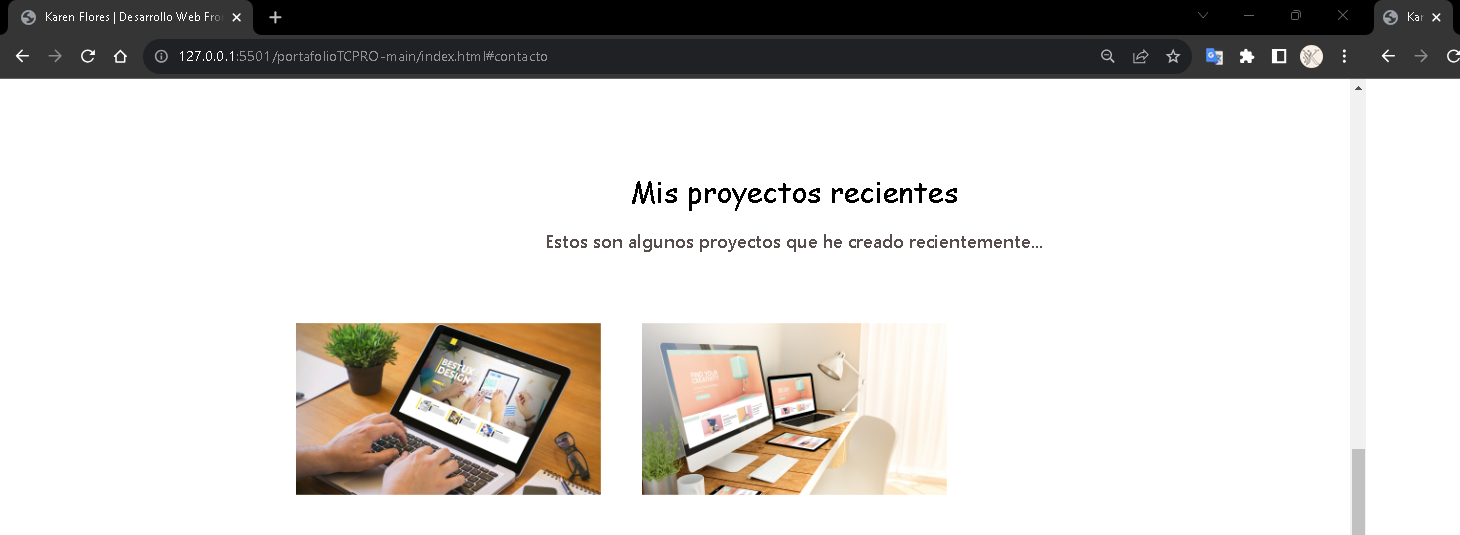 Karen Flores | Desarrollo Web Fro
Kar
127.0.0.1:5501/portafolioTCPRO-main/index.html#contacto
Mis proyectos recientes
Estos son algunos proyectos que he creado recientemente...
BESTUX
DESIGN
FIND YOUR
CREATIVITY